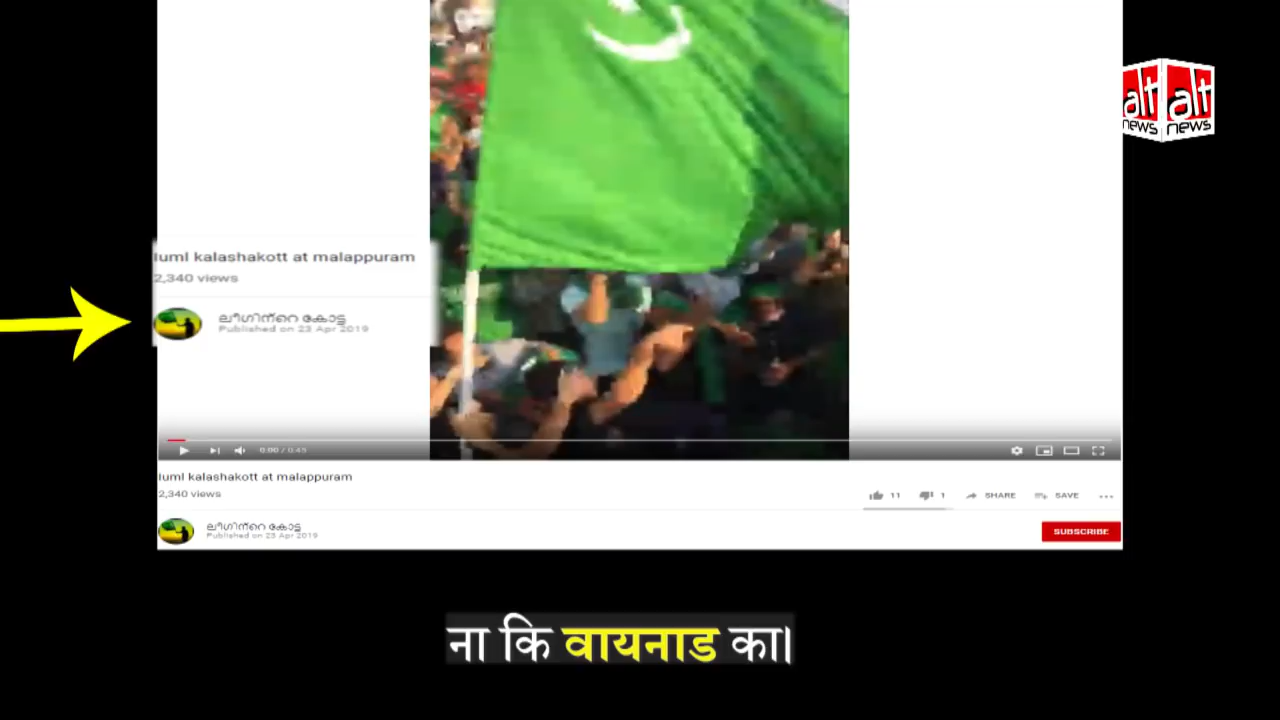 alt news
alt news
iuml kalashakott at malappuram
2,340 views
ലീഗിന്റെ കോട്ട
Published on 23 Apr 2019
0:00 / 0:45
iuml kalashakott at malappuram
2,340 views
11
1
SHARE
SAVE
ലീഗിന്റെ കോട്ട
Published on 23 Apr 2019
SUBSCRIBE
ना कि वायनाड का।